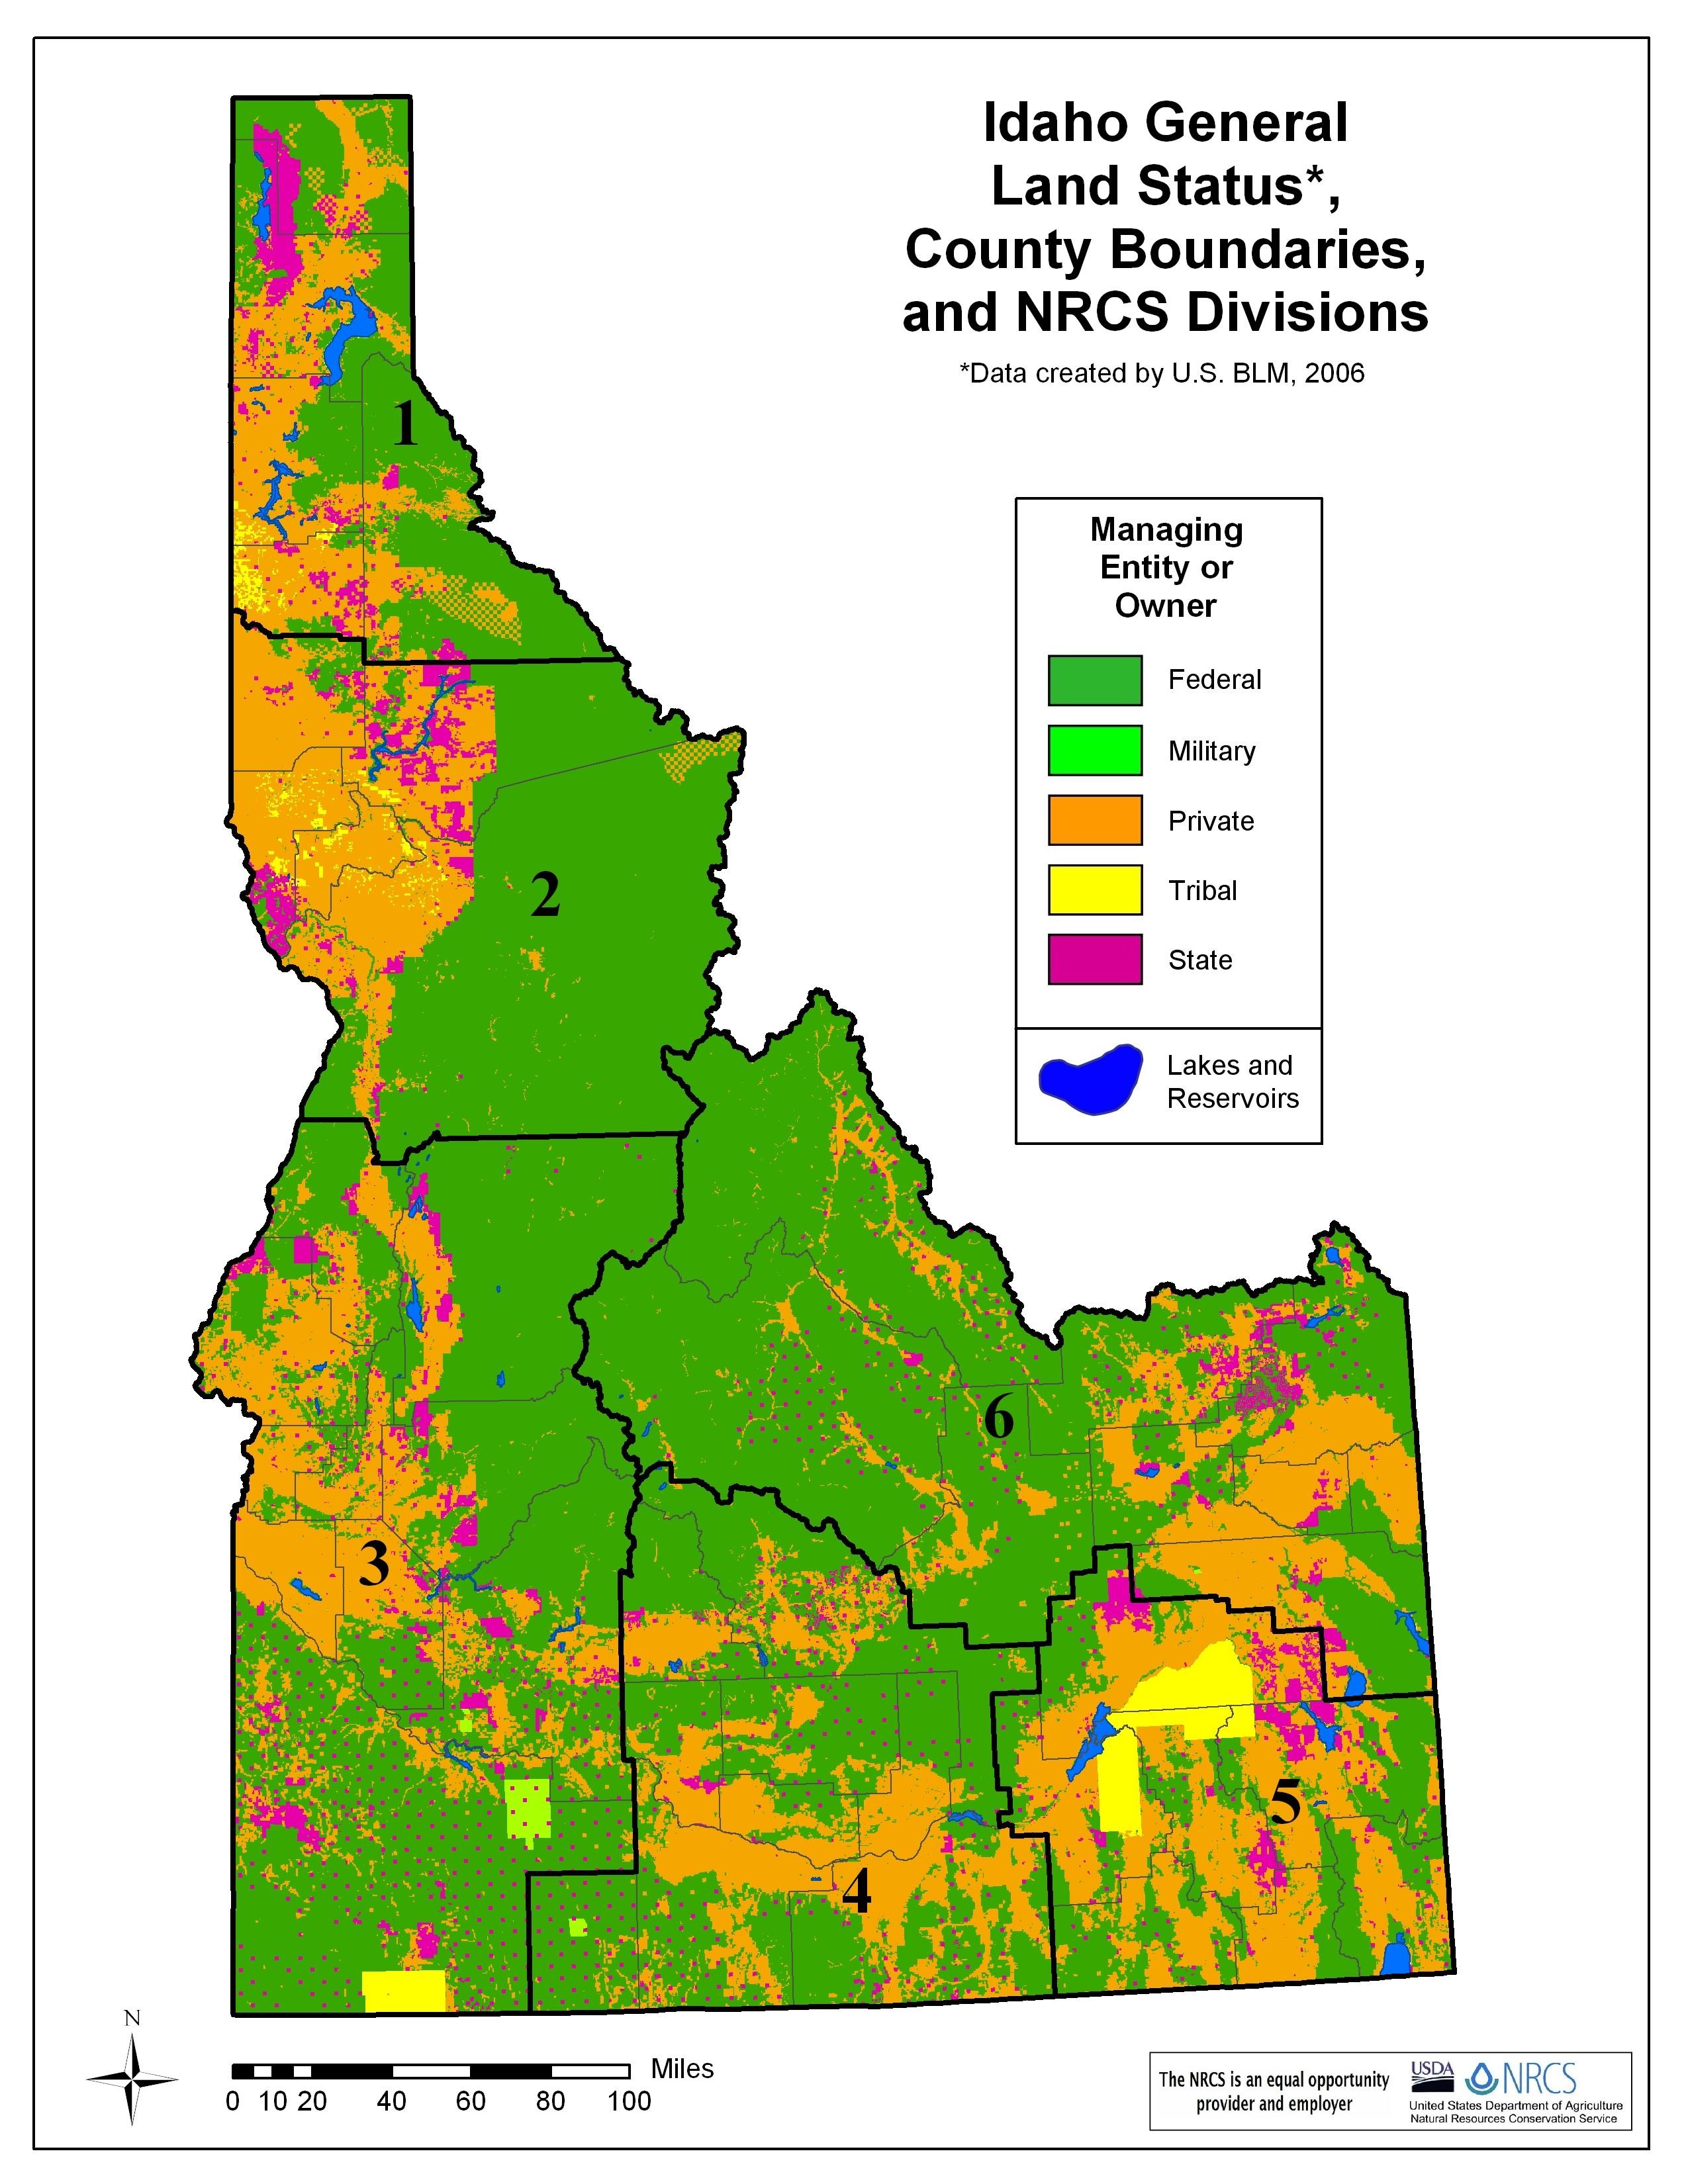 Idaho General
Land Status*,
County Boundaries,
and NRCS Divisions
*Data created by U.S. BLM, 2006
1
Managing
Entity or
Owner
Federal
Military
Private
Tribal
State
Lakes and
Reservoirs
2
6
3
5
4
N
Miles
0 10 20 40 60 80 100
The NRCS is an equal opportunity
provider and employer
USDA
NRCS
United States Department of Agriculture
Natural Resources Conservation Service